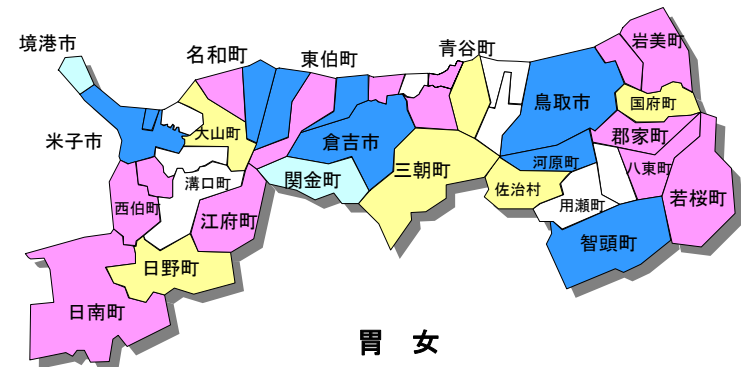 境港市
名和町
東伯町
青谷町
岩美町
米子市
大山町
倉吉市
鳥取市
国府町
郡家町
溝口町
関金町
三朝町
河原町
八東町
西伯町
江府町
佐治村
用瀬町
若桜町
日野町
智頭町
日南町
胃 女